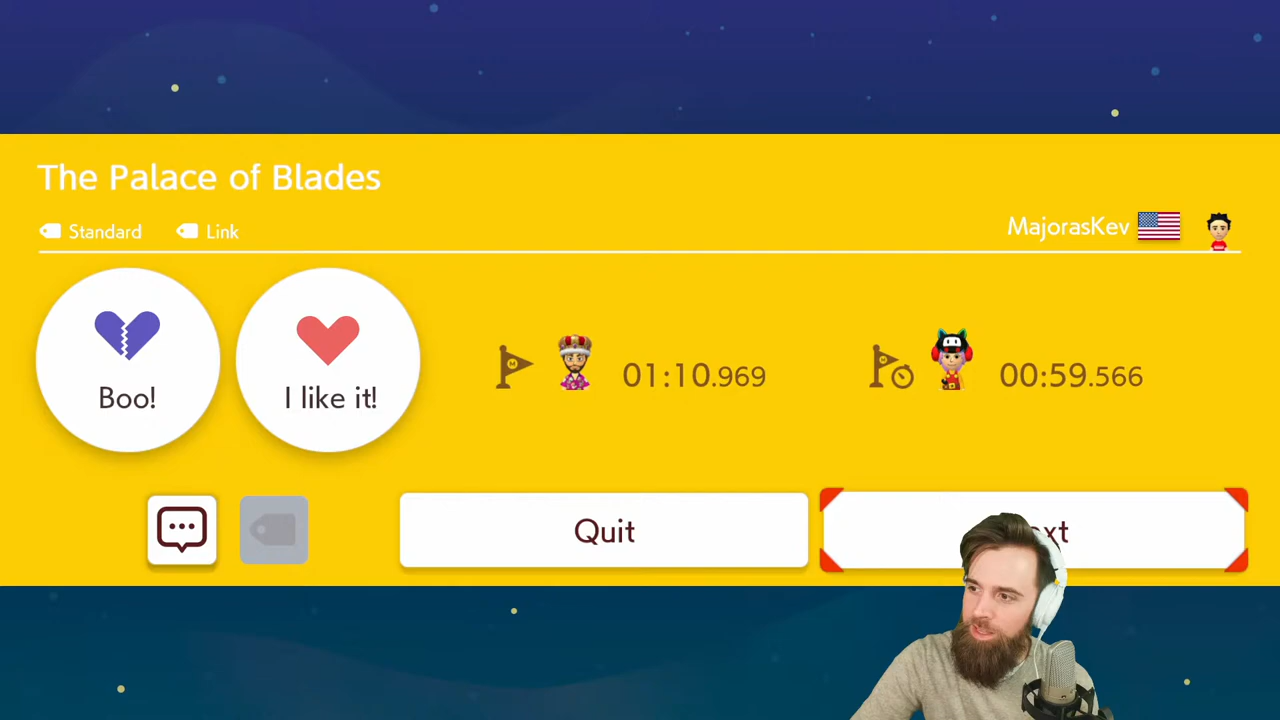 The Palace of Blades
Standard Link
MajorasKev
Boo!
I like it!
M
01:10.969
M
00:59.566
Quit